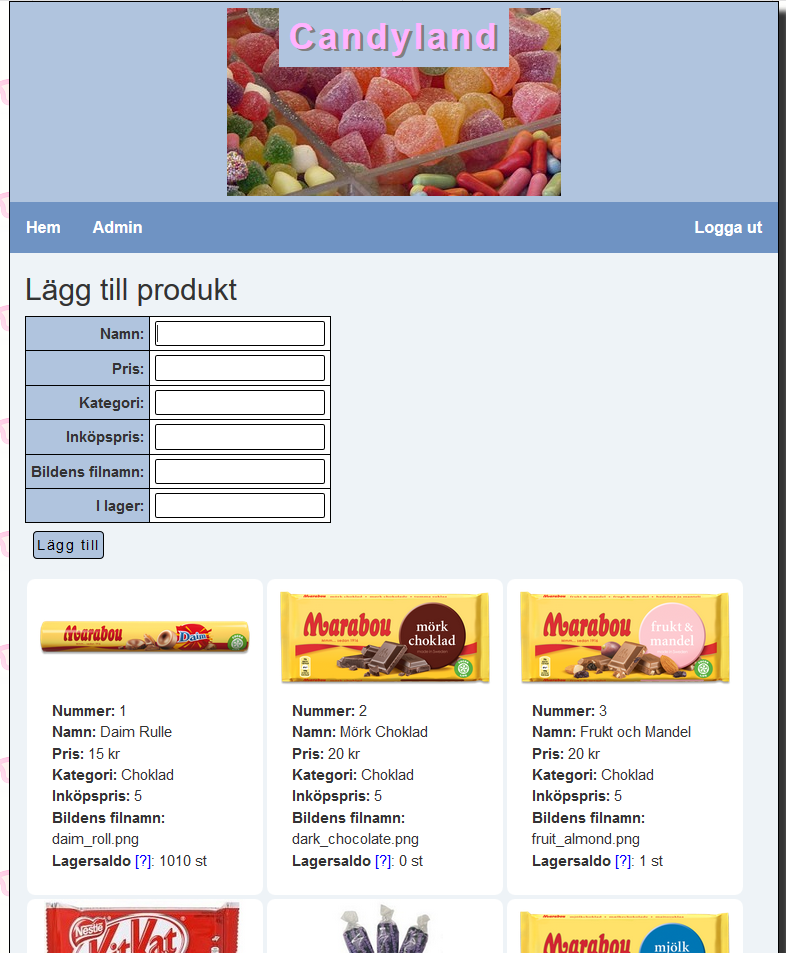 Candyland
Hem Admin Logga ut
Lägg till produkt
Namn:
Pris:
Kategori:
Inköpspris:
Bildens filnamn:
I lager:
Lägg till
Marabou Daim
Marabou mörk choklad
Marabou frukt & mandel
Nummer: 1
Namn: Daim Rulle
Pris: 15 kr
Kategori: Choklad
Inköpspris: 5
Bildens filnamn:
daim_roll.png
Lagersaldo [?]: 1010 st
Nummer: 2
Namn: Mörk Choklad
Pris: 20 kr
Kategori: Choklad
Inköpspris: 5
Bildens filnamn:
dark_chocolate.png
Lagersaldo [?]: 0 st
Nummer: 3
Namn: Frukt och Mandel
Pris: 20 kr
Kategori: Choklad
Inköpspris: 5
Bildens filnamn:
fruit_almond.png
Lagersaldo [?]: 1 st
Nestlé
KitKat
Marabou mjölk